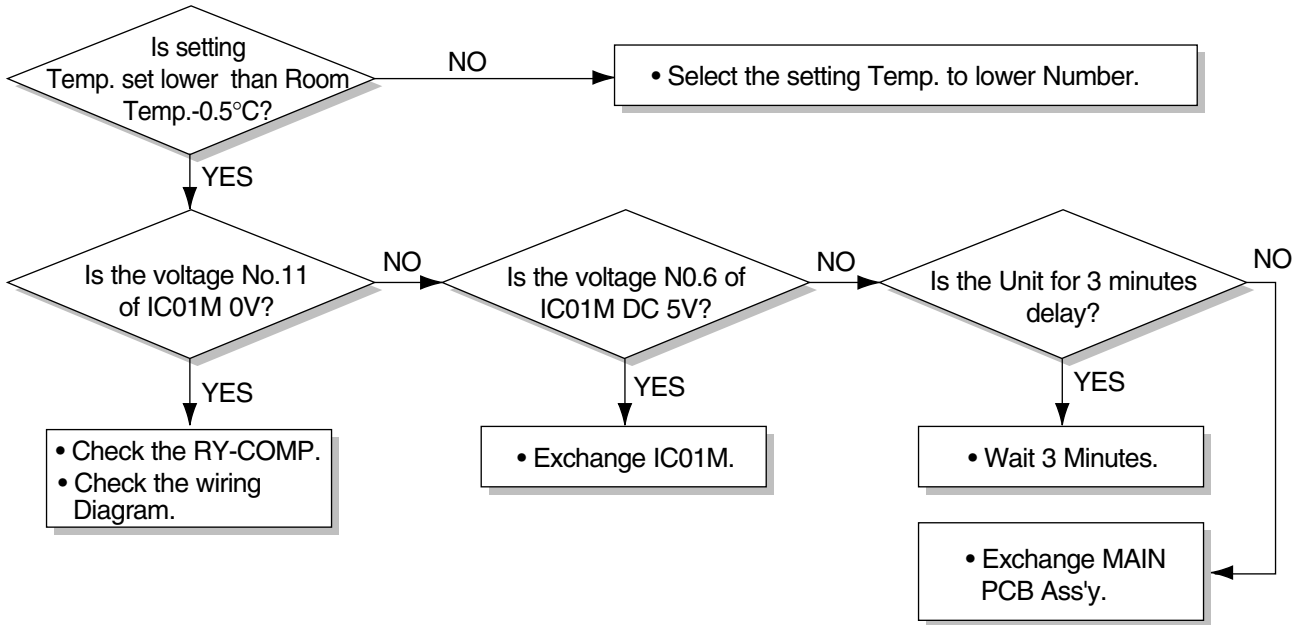 Is setting
Temp. set lower than Room
Temp.-0.5°C?
NO
• Select the setting Temp. to lower Number.
YES
Is the voltage No.11
of IC01M 0V?
NO
Is the voltage N0.6 of
IC01M DC 5V?
NO
Is the Unit for 3 minutes
delay?
NO
YES
• Check the RY-COMP.
• Check the wiring
Diagram.
YES
• Exchange IC01M.
YES
• Wait 3 Minutes.
• Exchange MAIN
PCB Ass'y.